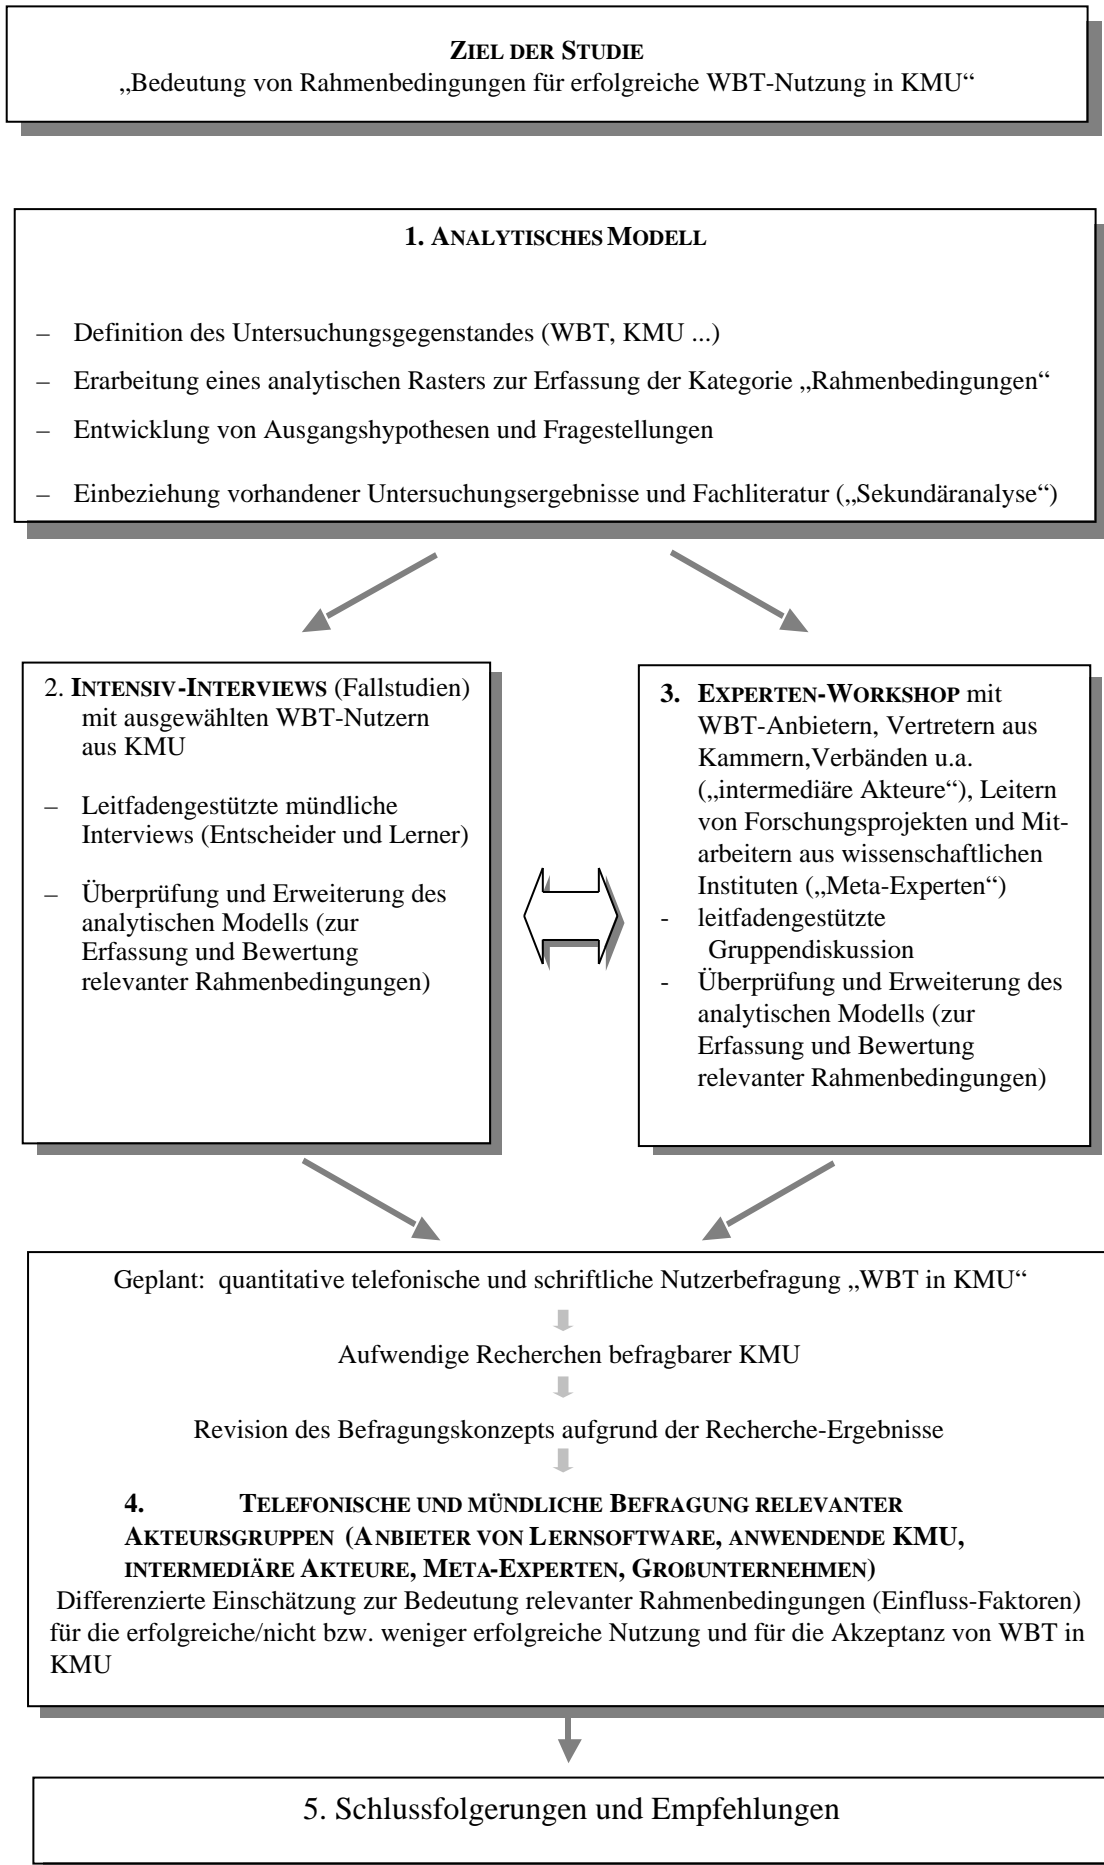 ZIEL DER STUDIE
„Bedeutung von Rahmenbedingungen für erfolgreiche WBT-Nutzung in KMU“
1. ANALYTISCHES MODELL
– Definition des Untersuchungsgegenstandes (WBT, KMU ...)
– Erarbeitung eines analytischen Rasters zur Erfassung der Kategorie „Rahmenbedingungen“
– Entwicklung von Ausgangshypothesen und Fragestellungen
– Einbeziehung vorhandener Untersuchungsergebnisse und Fachliteratur („Sekundäranalyse“)
2. INTENSIV-INTERVIEWS (Fallstudien)
mit ausgewählten WBT-Nutzern
aus KMU
– Leitfadengestützte mündliche
Interviews (Entscheider und Lerner)
– Überprüfung und Erweiterung des
analytischen Modells (zur
Erfassung und Bewertung
relevanter Rahmenbedingungen)
3. EXPERTEN-WORKSHOP mit
WBT-Anbietern, Vertretern aus
Kammern,Verbänden u.a.
(„intermediäre Akteure“), Leitern
von Forschungsprojekten und Mit-
arbeitern aus wissenschaftlichen
Instituten („Meta-Experten“)
- leitfadengestützte
Gruppendiskussion
- Überprüfung und Erweiterung des
analytischen Modells (zur
Erfassung und Bewertung
relevanter Rahmenbedingungen)
Geplant: quantitative telefonische und schriftliche Nutzerbefragung „WBT in KMU“
Aufwendige Recherchen befragbarer KMU
Revision des Befragungskonzepts aufgrund der Recherche-Ergebnisse
4. TELEFONISCHE UND MÜNDLICHE BEFRAGUNG RELEVANTER
AKTEURSGRUPPEN (ANBIETER VON LERNSOFTWARE, ANWENDENDE KMU,
INTERMEDIÄRE AKTEURE, META-EXPERTEN, GROßUNTERNEHMEN)
Differenzierte Einschätzung zur Bedeutung relevanter Rahmenbedingungen (Einfluss-Faktoren)
für die erfolgreiche/nicht bzw. weniger erfolgreiche Nutzung und für die Akzeptanz von WBT in
KMU
5. Schlussfolgerungen und Empfehlungen